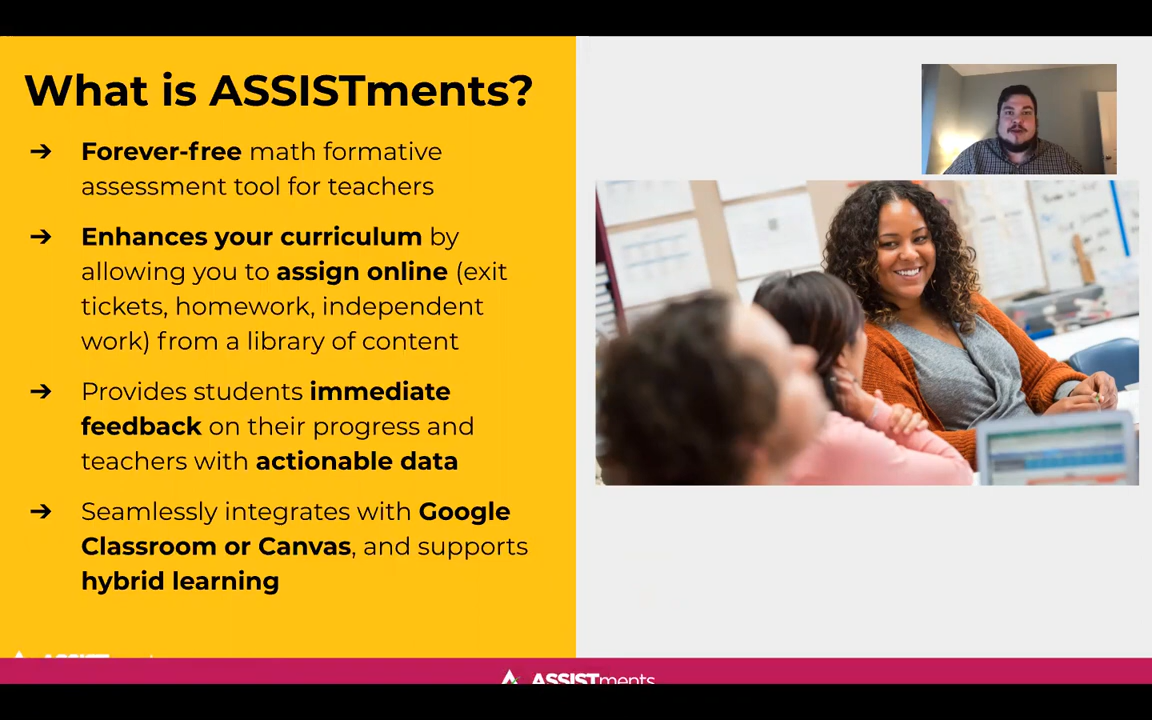 What is ASSISTments?
➔ Forever-free math formative
assessment tool for teachers
➔ Enhances your curriculum by
allowing you to assign online (exit
tickets, homework, independent
work) from a library of content
➔ Provides students immediate
feedback on their progress and
teachers with actionable data
➔ Seamlessly integrates with Google
Classroom or Canvas, and supports
hybrid learning
ASSISTments